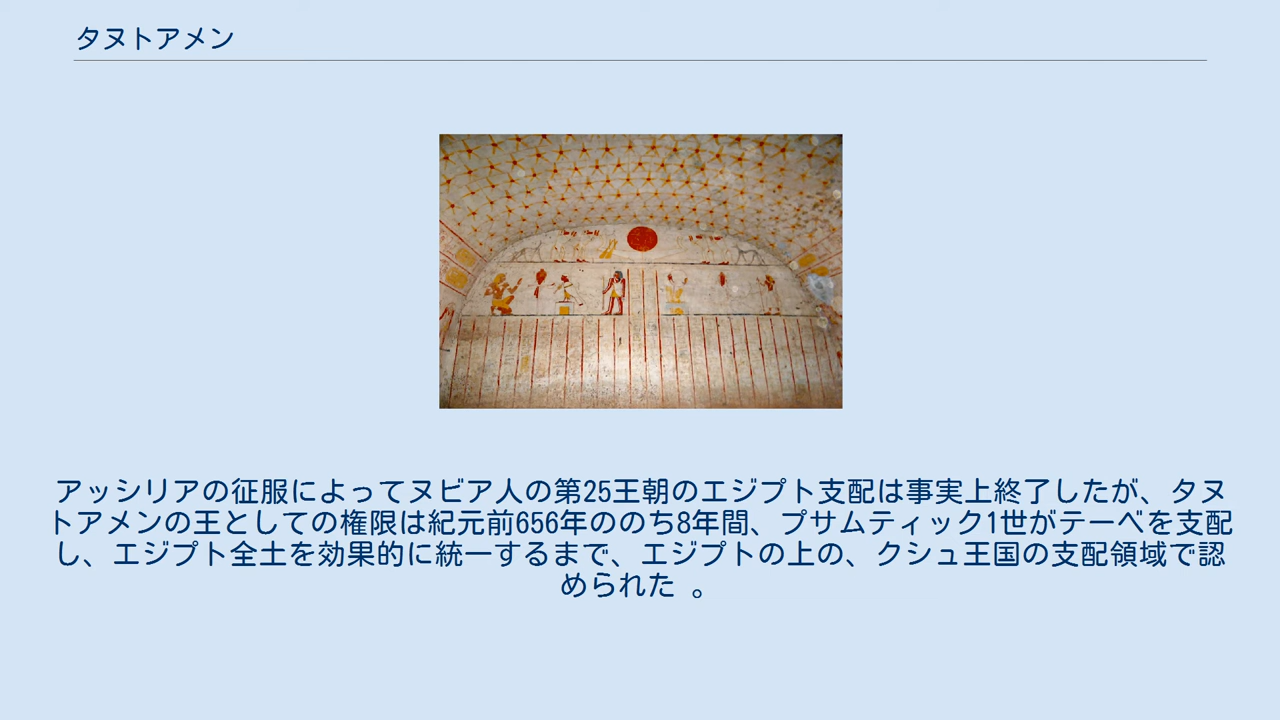 タヌトアメン
アッシリアの征服によってヌビア人の第25王朝のエジプト支配は事実上終了したが、タヌ
トアメンの王としての権限は紀元前656年ののち8年間、プサムティック1世がテーベを支配
し、エジプト全土を効果的に統一するまで、エジプトの上の、クシュ王国の支配領域で認
められた 。